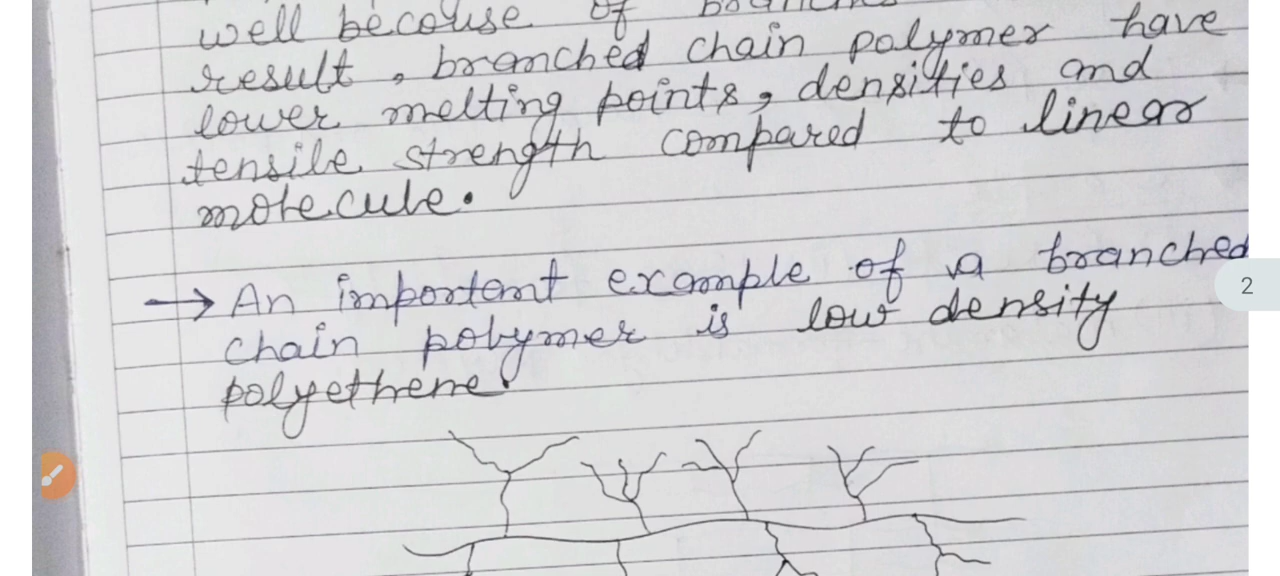 well because of branches
result, branched chain polymer have
lower melting points, densities and
tensile strength compared to linear
molecule.
→ An important example of a branched
chain polymer is low density
polyethene.
2